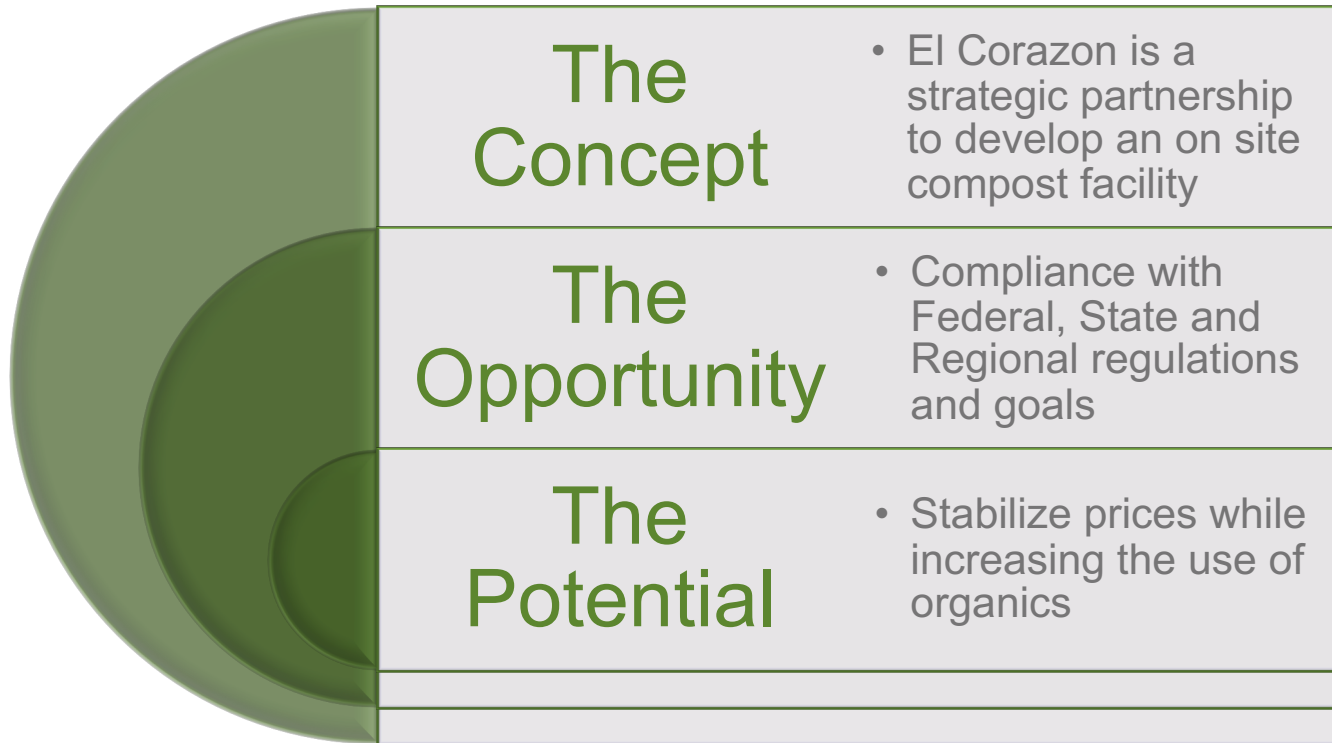 The
Concept
• El Corazon is a
strategic partnership
to develop an on site
compost facility
The
Opportunity
• Compliance with
Federal, State and
Regional regulations
and goals
The
Potential
• Stabilize prices while
increasing the use of
organics